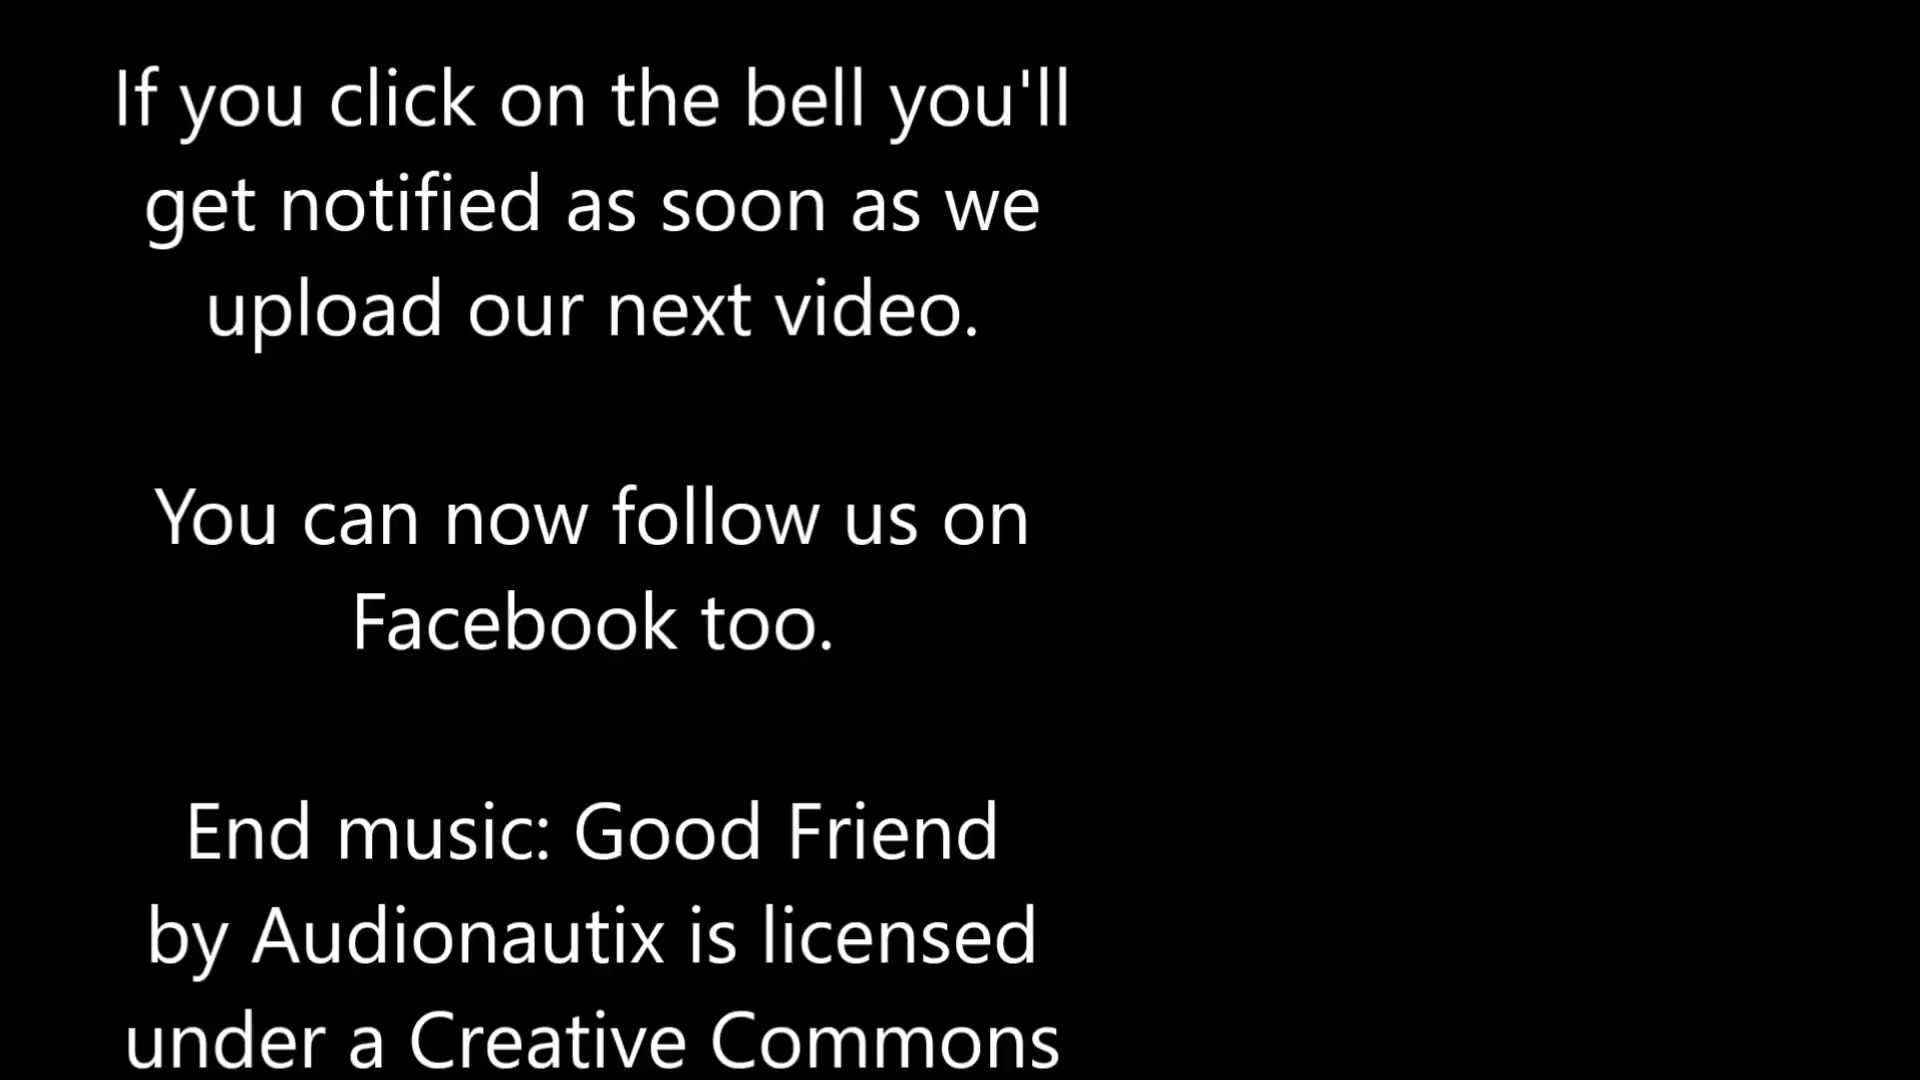 If you click on the bell you'll
get notified as soon as we
upload our next video.
You can now follow us on
Facebook too.
End music: Good Friend
by Audionautix is licensed
under a Creative Commons